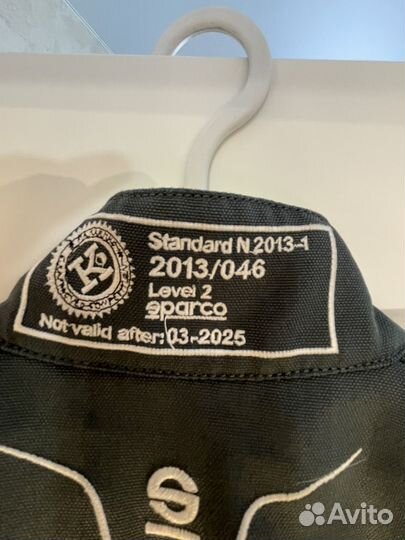 Standard N.2013-1
2013/046
Level 2
sparco
Not valid after: 03-2025
Avito